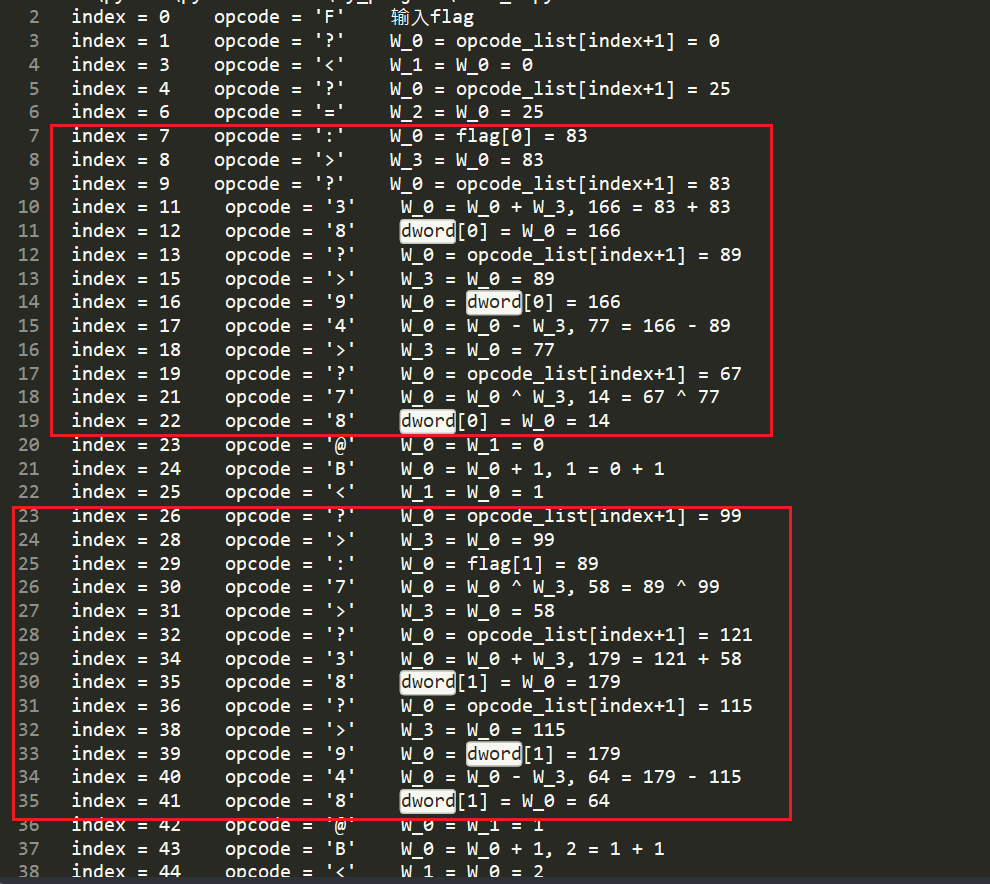 2 index = 0 opcode = 'F' 输入flag
3 index = 1 opcode = '?' W_0 = opcode_list[index+1] = 0
4 index = 3 opcode = '<' W_1 = W_0 = 0
5 index = 4 opcode = '?' W_0 = opcode_list[index+1] = 25
6 index = 6 opcode = '=' W_2 = W_0 = 25
7 index = 7 opcode = ':' W_0 = flag[0] = 83
8 index = 8 opcode = '>' W_3 = W_0 = 83
9 index = 9 opcode = '?' W_0 = opcode_list[index+1] = 83
10 index = 11 opcode = '3' W_0 = W_0 + W_3, 166 = 83 + 83
11 index = 12 opcode = '8' dword[0] = W_0 = 166
12 index = 13 opcode = '?' W_0 = opcode_list[index+1] = 89
13 index = 15 opcode = '>' W_3 = W_0 = 89
14 index = 16 opcode = '9' W_0 = dword[0] = 166
15 index = 17 opcode = '4' W_0 = W_0 - W_3, 77 = 166 - 89
16 index = 18 opcode = '>' W_3 = W_0 = 77
17 index = 19 opcode = '?' W_0 = opcode_list[index+1] = 67
18 index = 21 opcode = '7' W_0 = W_0 ^ W_3, 14 = 67 ^ 77
19 index = 22 opcode = '8' dword[0] = W_0 = 14
20 index = 23 opcode = '@' W_0 = W_1 = 0
21 index = 24 opcode = 'B' W_0 = W_0 + 1, 1 = 0 + 1
22 index = 25 opcode = '<' W_1 = W_0 = 1
23 index = 26 opcode = '?' W_0 = opcode_list[index+1] = 99
24 index = 28 opcode = '>' W_3 = W_0 = 99
25 index = 29 opcode = ':' W_0 = flag[1] = 89
26 index = 30 opcode = '7' W_0 = W_0 ^ W_3, 58 = 89 ^ 99
27 index = 31 opcode = '>' W_3 = W_0 = 58
28 index = 32 opcode = '?' W_0 = opcode_list[index+1] = 121
29 index = 34 opcode = '3' W_0 = W_0 + W_3, 179 = 121 + 58
30 index = 35 opcode = '8' dword[1] = W_0 = 179
31 index = 36 opcode = '?' W_0 = opcode_list[index+1] = 115
32 index = 38 opcode = '>' W_3 = W_0 = 115
33 index = 39 opcode = '9' W_0 = dword[1] = 179
34 index = 40 opcode = '4' W_0 = W_0 - W_3, 64 = 179 - 115
35 index = 41 opcode = '8' dword[1] = W_0 = 64
36 index = 42 opcode = '@' W_0 = W_1 = 1
37 index = 43 opcode = 'B' W_0 = W_0 + 1, 2 = 1 + 1
38 index = 44 opcode = '<' W_1 = W_0 = 2